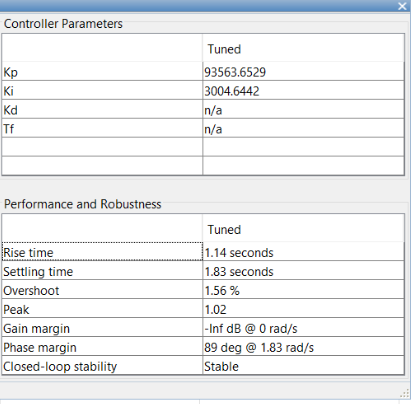 Controller Parameters
Tuned
Kp 93563.6529
Ki 3004.6442
Kd n/a
Tf n/a
Performance and Robustness
Tuned
Rise time 1.14 seconds
Settling time 1.83 seconds
Overshoot 1.56 %
Peak 1.02
Gain margin -Inf dB @ 0 rad/s
Phase margin 89 deg @ 1.83 rad/s
Closed-loop stability Stable